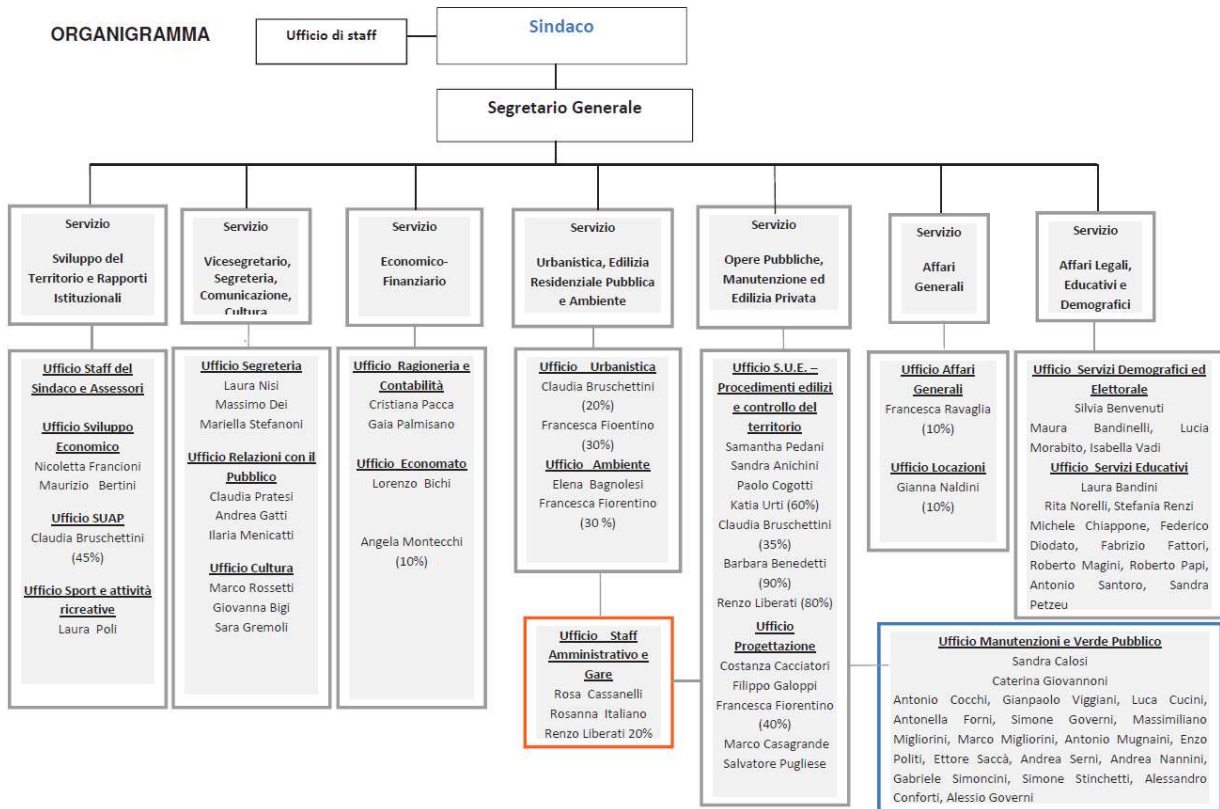 ORGANIGRAMMA
Ufficio di staff
Sindaco
Segretario Generale
Servizio
Sviluppo del
Territorio e Rapporti
Istituzionali
Servizio
Vicesegretario,
Segreteria,
Comunicazione,
Cultura
Servizio
Economico-
Finanziario
Servizio
Urbanistica, Edilizia
Residenziale Pubblica
e Ambiente
Servizio
Opere Pubbliche,
Manutenzione ed
Edilizia Privata
Servizio
Affari
Generali
Servizio
Affari Legali,
Educativi e
Demografici
Ufficio Staff del
Sindaco e Assessori
Ufficio Sviluppo
Economico
Nicoletta Francioni
Maurizio Bertini
Ufficio SUAP
Claudia Bruschettini
(45%)
Ufficio Sport e attività
ricreative
Laura Poli
Ufficio Segreteria
Laura Nisi
Massimo Dei
Mariella Stefanoni
Ufficio Relazioni con il
Pubblico
Claudia Pratesi
Andrea Gatti
Ilaria Menicatti
Ufficio Cultura
Marco Rossetti
Giovanna Bigi
Sara Gremoli
Ufficio Ragioneria e
Contabilità
Cristiana Pacca
Gaia Palmisano
Ufficio Economato
Lorenzo Bichi
Angela Montecchi
(10%)
Ufficio Urbanistica
Claudia Bruschettini
(20%)
Francesca Fioentino
(30%)
Ufficio Ambiente
Elena Bagnolesi
Francesca Fiorentino
(30 %)
Ufficio Staff
Amministrativo e
Gare
Rosa Cassanelli
Rosanna Italiano
Renzo Liberati 20%
Ufficio S.U.E. –
Procedimenti edilizi
e controllo del
territorio
Samantha Pedani
Sandra Anichini
Paolo Cogotti
Katia Urti (60%)
Claudia Bruschettini
(35%)
Barbara Benedetti
(90%)
Renzo Liberati (80%)
Ufficio
Progettazione
Costanza Cacciatori
Filippo Galoppi
Francesca Fiorentino
(40%)
Marco Casagrande
Salvatore Pugliese
Ufficio Affari
Generali
Francesca Ravaglia
(10%)
Ufficio Locazioni
Gianna Naldini
(10%)
Ufficio Servizi Demografici ed
Elettorale
Silvia Benvenuti
Maura Bandinelli, Lucia
Morabito, Isabella Vadi
Ufficio Servizi Educativi
Laura Bandini
Rita Norelli, Stefania Renzi
Michele Chiappone, Federico
Diodato, Fabrizio Fattori,
Roberto Magini, Roberto Papi,
Antonio Santoro, Sandra
Petzeu
Ufficio Manutenzioni e Verde Pubblico
Sandra Calosi
Caterina Giovannoni
Antonio Cocchi, Gianpaolo Viggiani, Luca Cucini,
Antonella Forni, Simone Governi, Massimiliano
Migliorini, Marco Migliorini, Antonio Mugnaini, Enzo
Politi, Ettore Saccà, Andrea Serni, Andrea Nannini,
Gabriele Simoncini, Simone Stinchetti, Alessandro
Conforti, Alessio Governi